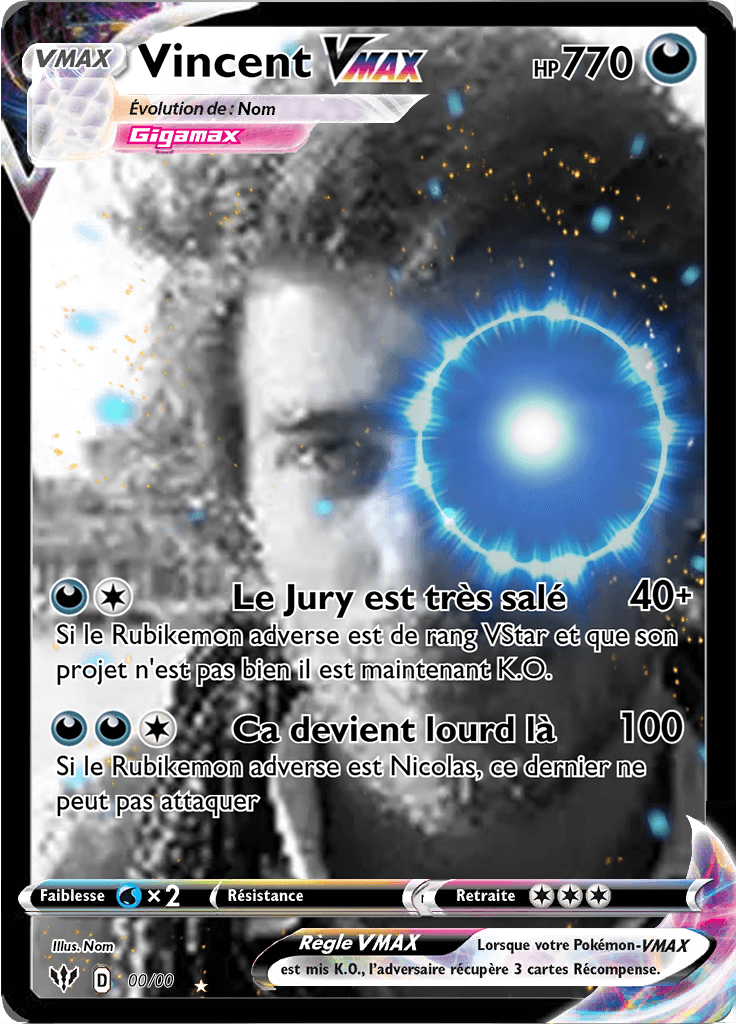 VMAX
Vincent VMAX
HP 770
Évolution de : Nom
Gigamax
Le Jury est très salé 40+
Si le Rubikemon adverse est de rang VStar et que son
projet n'est pas bien il est maintenant K.O.
Ca devient lourd là 100
Si le Rubikemon adverse est Nicolas, ce dernier ne
peut pas attaquer
Faiblesse ×2 Résistance Retraite
Illus. Nom
D 00/00
Règle VMAX Lorsque votre Pokémon-VMAX
est mis K.O., l'adversaire récupère 3 cartes Récompense.